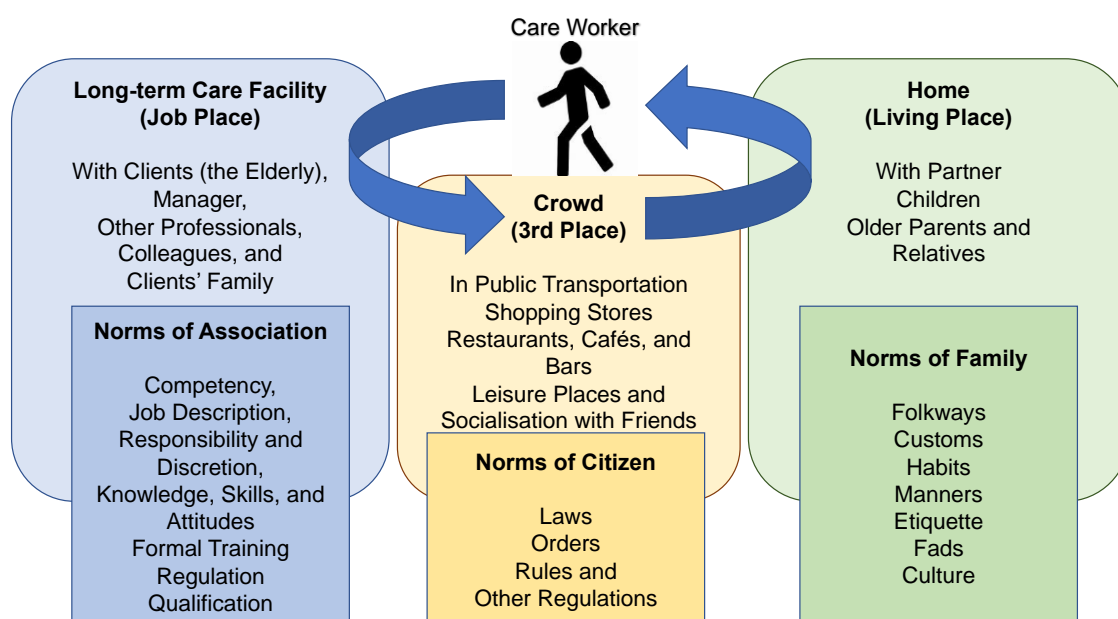 Care Worker
Long-term Care Facility
(Job Place)
With Clients (the Elderly),
Manager,
Other Professionals,
Colleagues, and
Clients’ Family
Norms of Association
Competency,
Job Description,
Responsibility and
Discretion,
Knowledge, Skills, and
Attitudes
Formal Training
Regulation
Qualification
Crowd
(3rd Place)
In Public Transportation
Shopping Stores
Restaurants, Cafés, and
Bars
Leisure Places and
Socialisation with Friends
Norms of Citizen
Laws
Orders
Rules and
Other Regulations
Home
(Living Place)
With Partner
Children
Older Parents and
Relatives
Norms of Family
Folkways
Customs
Habits
Manners
Etiquette
Fads
Culture